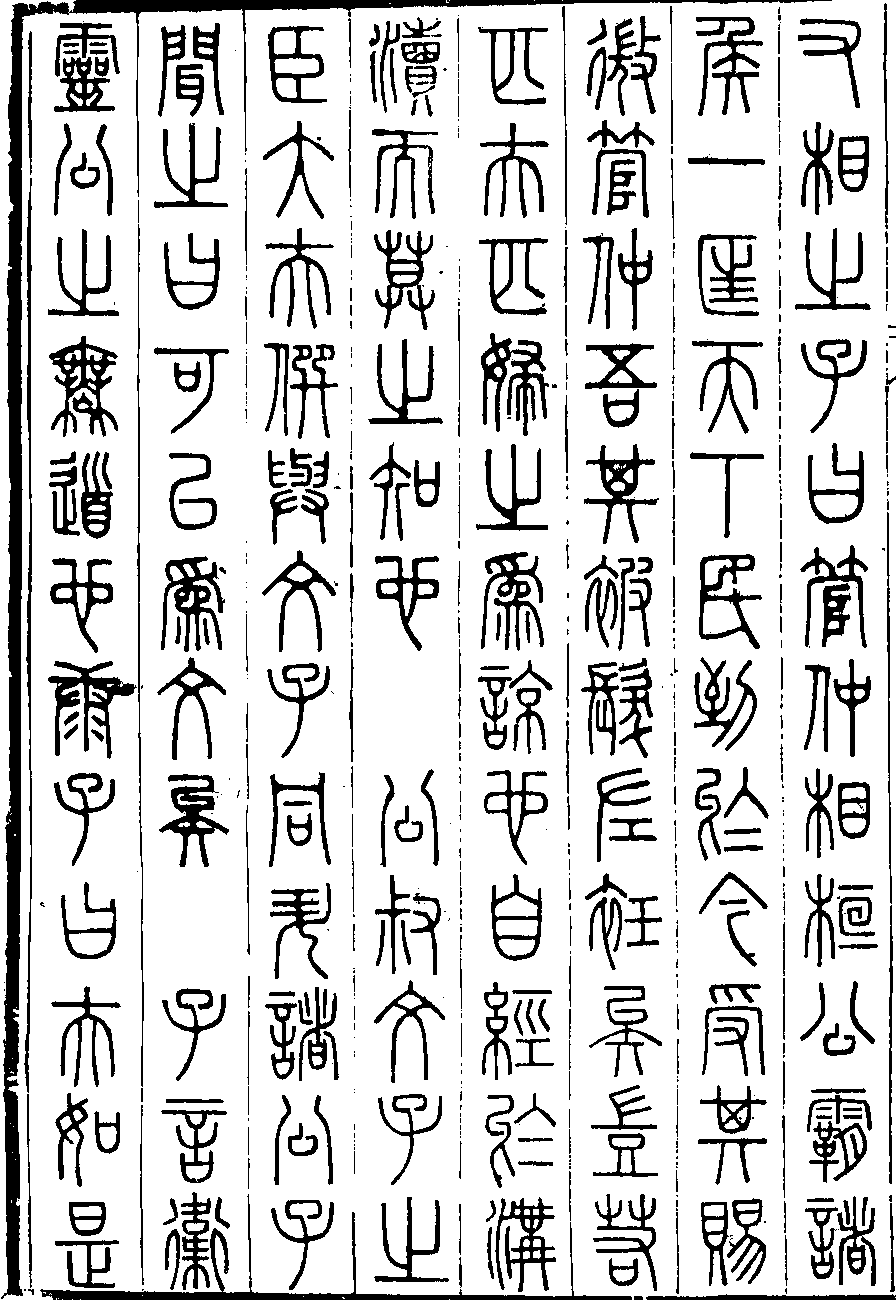 又相之子曰管仲相桓公霸諸
侯一匡天下民到於今受其賜
微管仲吾其被髮左衽矣豈若
匹夫匹婦之爲諒也自經於溝
瀆而莫之知也　公叔文子之
臣大夫僎與文子同升諸公子
聞之曰可以爲文矣　子言衛
靈公之無道也康子曰夫如是